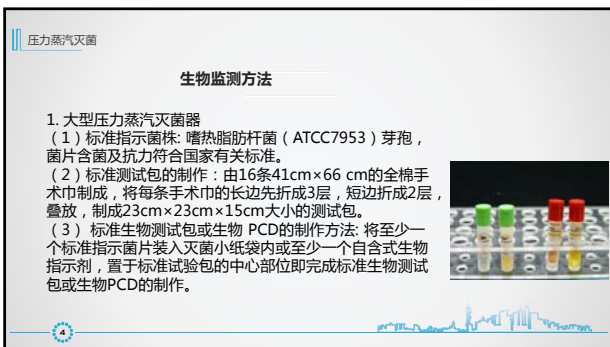 压力蒸汽灭菌
生物监测方法
1. 大型压力蒸汽灭菌器
（1）标准指示菌株: 嗜热脂肪杆菌（ATCC7953）芽孢，
菌片含菌及抗力符合国家有关标准。
（2）标准测试包的制作：由16条41cm×66 cm的全棉手
术巾制成，将每条手术巾的长边先折成3层，短边折成2层，
叠放，制成23cm×23cm×15cm大小的测试包。
（3） 标准生物测试包或生物 PCD的制作方法: 将至少一
个标准指示菌片装入灭菌小纸袋内或至少一个自含式生物
指示剂，置于标准试验包的中心部位即完成标准生物测试
包或生物PCD的制作。
4